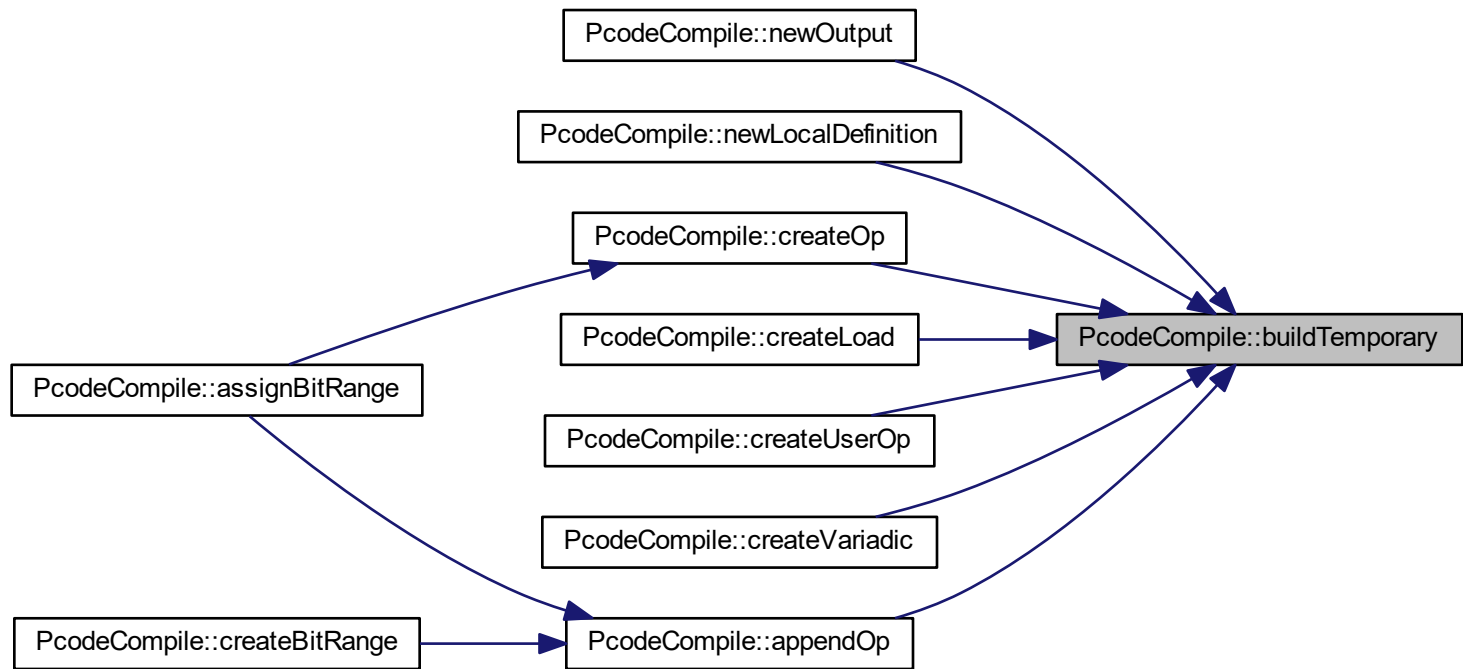 PcodeCompile::newOutput
PcodeCompile::newLocalDefinition
PcodeCompile::createOp
PcodeCompile::createLoad
PcodeCompile::buildTemporary
PcodeCompile::assignBitRange
PcodeCompile::createUserOp
PcodeCompile::createVariadic
PcodeCompile::createBitRange
PcodeCompile::appendOp